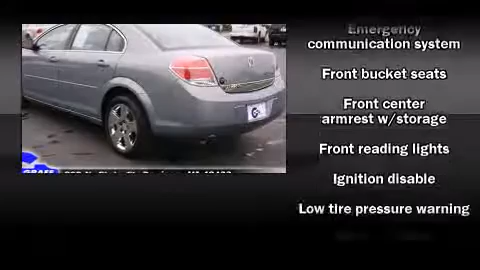 Emergency
communication system
Front bucket seats
Front center
armrest w/storage
Front reading lights
Ignition disable
Low tire pressure warning
GRAFF